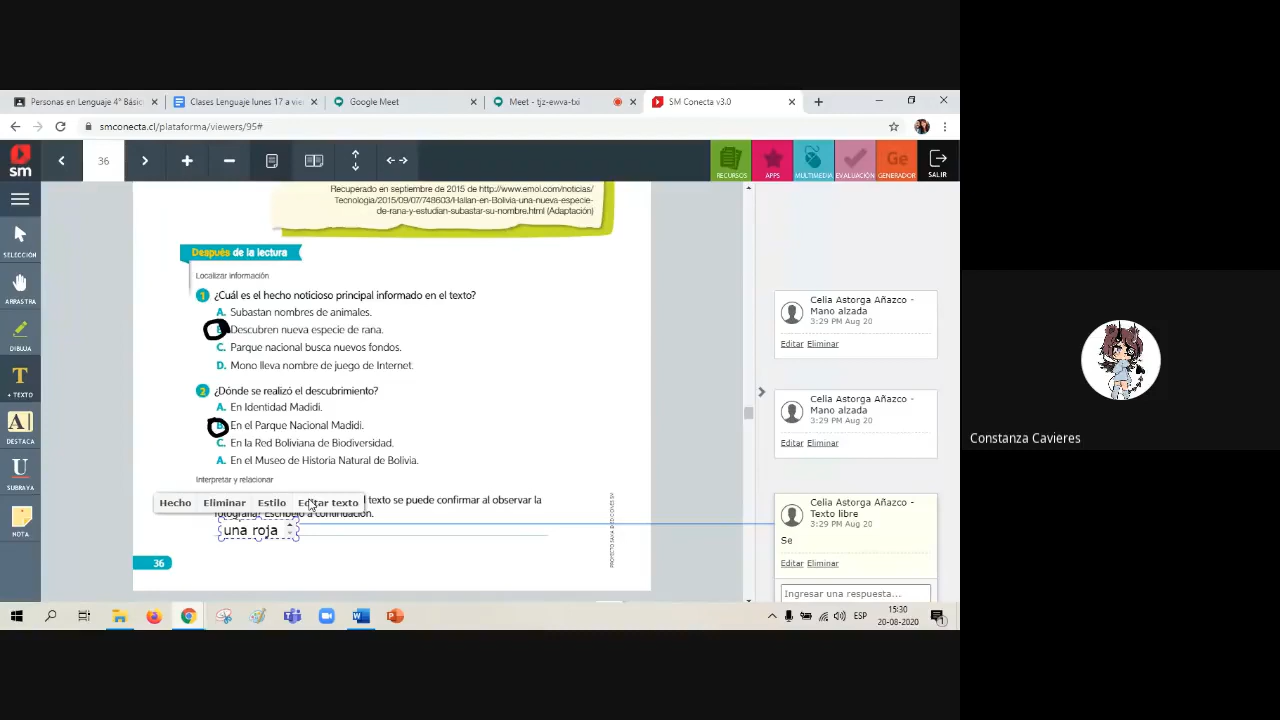 Personas en Lenguaje 4° Básic
Clases Lenguaje lunes 17 a vier
Google Meet
Meet - tjz-ewva-txi
SM Conecta v3.0
smconecta.cl/plataforma/viewers/95#
sm
36
RECURSOS
APPS
MULTIMEDIA
EVALUACIÓN
Ge
GENERADOR
SALIR
SELECCIÓN
ARRASTRA
DIBUJA
T
+ TEXTO
A
DESTACA
U
SUBRAYA
NOTA
Recuperado en septiembre de 2015 de http://www.emol.com/noticias/
Tecnologia/2015/09/07/748603/Hallan-en-Bolivia-una-nueva-especie-
de-rana-y-estudian-subastar-su-nombre.html (Adaptación)
Después de la lectura
Localizar información
1 ¿Cuál es el hecho noticioso principal informado en el texto?
A. Subastan nombres de animales.
Descubren nueva especie de rana.
C. Parque nacional busca nuevos fondos.
D. Mono lleva nombre de juego de Internet.
2 ¿Dónde se realizó el descubrimiento?
A. En Identidad Madidi.
B. En el Parque Nacional Madidi.
C. En la Red Boliviana de Biodiversidad.
A. En el Museo de Historia Natural de Bolivia.
Interpretar y relacionar
texto se puede confirmar al observar la
fotografía? Escríbelo a continuación.
Hecho Eliminar Estilo Editar texto
una roja
36
Celia Astorga Añazco -
Mano alzada
3:29 PM Aug 20
Editar Eliminar
Celia Astorga Añazco -
Mano alzada
3:29 PM Aug 20
Editar Eliminar
Celia Astorga Añazco -
Texto libre
3:29 PM Aug 20
Se
Editar Eliminar
Ingresar una respuesta...
ESP
15:30
20-08-2020
Constanza Cavieres